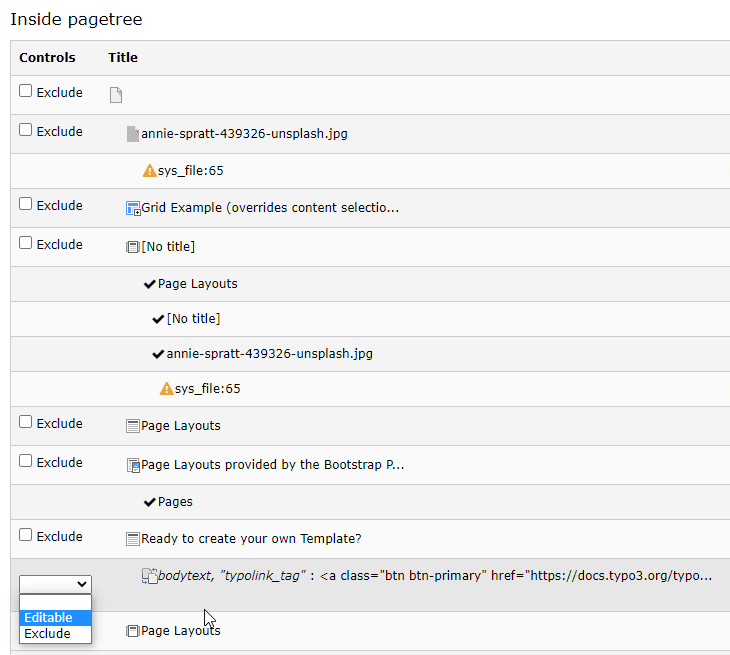 Inside pagetree
Controls Title
Exclude
Exclude annie-spratt-439326-unsplash.jpg
sys_file:65
Exclude Grid Example (overrides content selectio...
Exclude [No title]
Page Layouts
[No title]
annie-spratt-439326-unsplash.jpg
sys_file:65
Exclude Page Layouts
Exclude Page Layouts provided by the Bootstrap P...
Pages
Exclude Ready to create your own Template?
bodytext, "typolink_tag" : <a class="btn btn-primary" href="https://docs.typo3.org/typo...
Editable
Exclude
Page Layouts